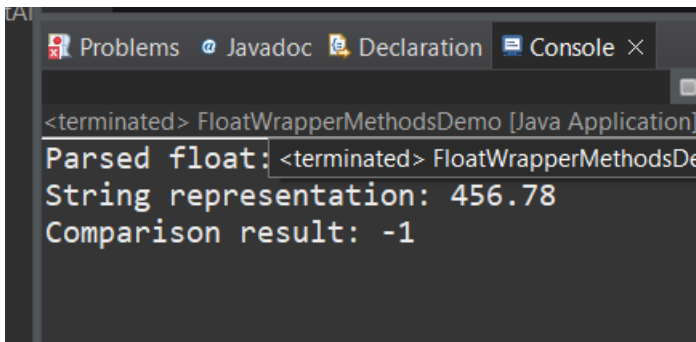 tAI
Problems @ Javadoc Declaration Console ×
<terminated> FloatWrapperMethodsDemo [Java Application]
Parsed float: <terminated> FloatWrapperMethodsDe
String representation: 456.78
Comparison result: -1